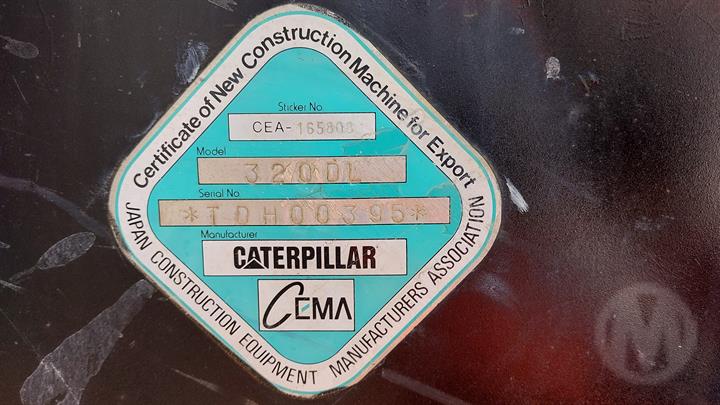 Certificate of New Construction Machine for Export
Sticker No.
CEA-165808
Model
320DL
Serial No.
*TDH00395*
Manufacturer
CATERPILLAR
CEMA
JAPAN CONSTRUCTION EQUIPMENT MANUFACTURERS ASSOCIATION
M